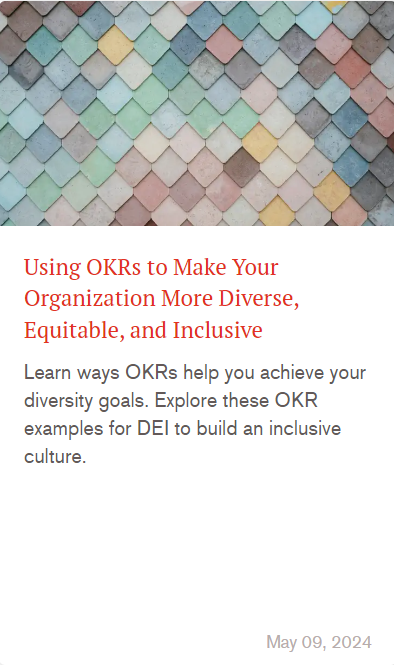 Using OKRs to Make Your
Organization More Diverse,
Equitable, and Inclusive
Learn ways OKRs help you achieve your
diversity goals. Explore these OKR
examples for DEI to build an inclusive
culture.
May 09, 2024